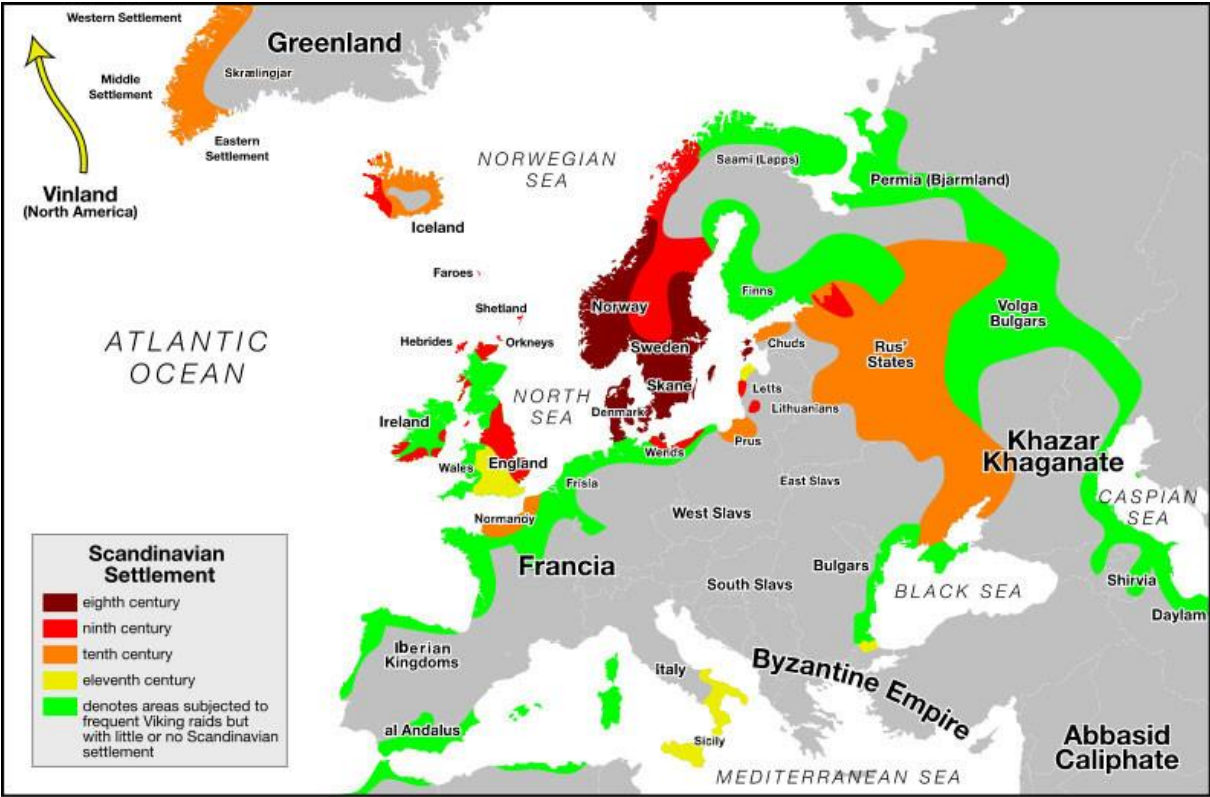 Western Settlement
Greenland
Skrælingjar
Middle
Settlement
Eastern
Settlement
Vinland
(North America)
NORWEGIAN
SEA
Iceland
Faroes
Shetland
Hebrides
Orkneys
ATLANTIC
OCEAN
NORTH
SEA
Saami (Lapps)
Permia (Bjarmland)
Finns
Norway
Sweden
Skane
Denmark
Chuds
Letts
Lithuanians
Prus
Wends
Rus'
States
Volga
Bulgars
Ireland
Wales
England
Frisia
Normandy
Francia
East Slavs
West Slavs
South Slavs
Khazar
Khaganate
CASPIAN
SEA
Bulgars
BLACK SEA
Shirvia
Daylam
Iberian
Kingdoms
al Andalus
Italy
Sicily
Byzantine Empire
Abbasid
Caliphate
MEDITERRANEAN SEA
Scandinavian
Settlement
eighth century
ninth century
tenth century
eleventh century
denotes areas subjected to
frequent Viking raids but
with little or no Scandinavian
settlement